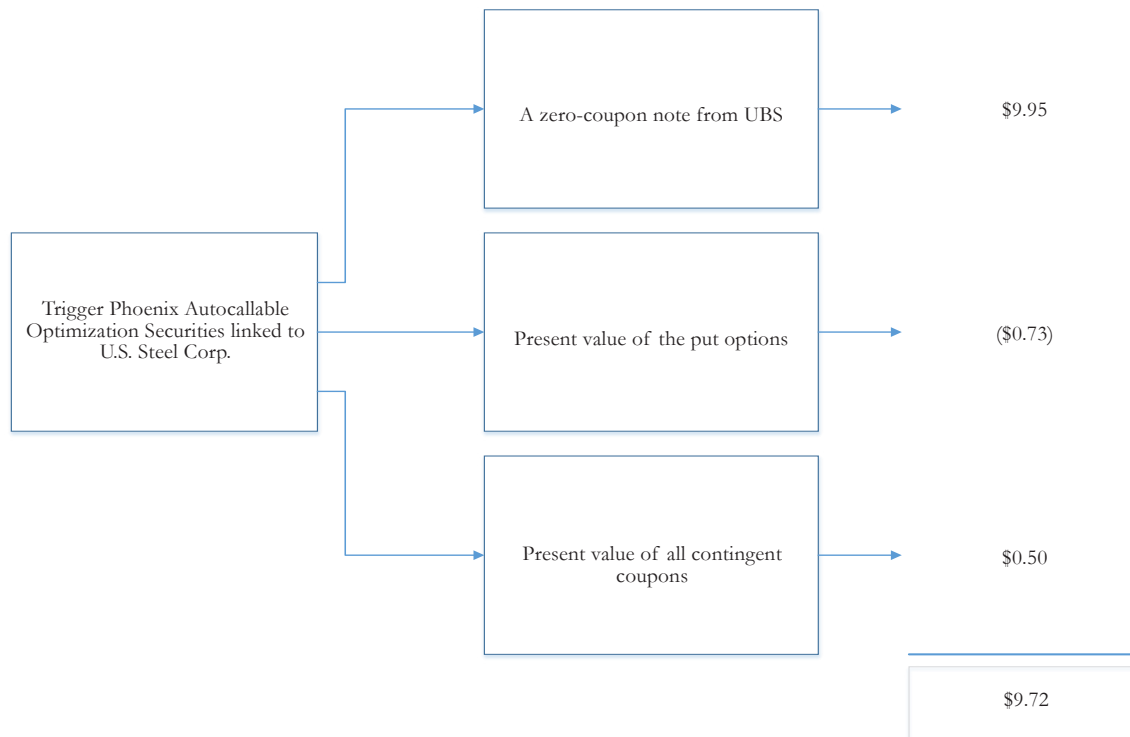 A zero-coupon note from UBS
$9.95
Trigger Phoenix Autocallable
Optimization Securities linked to
U.S. Steel Corp.
Present value of the put options
($0.73)
Present value of all contingent
coupons
$0.50
$9.72